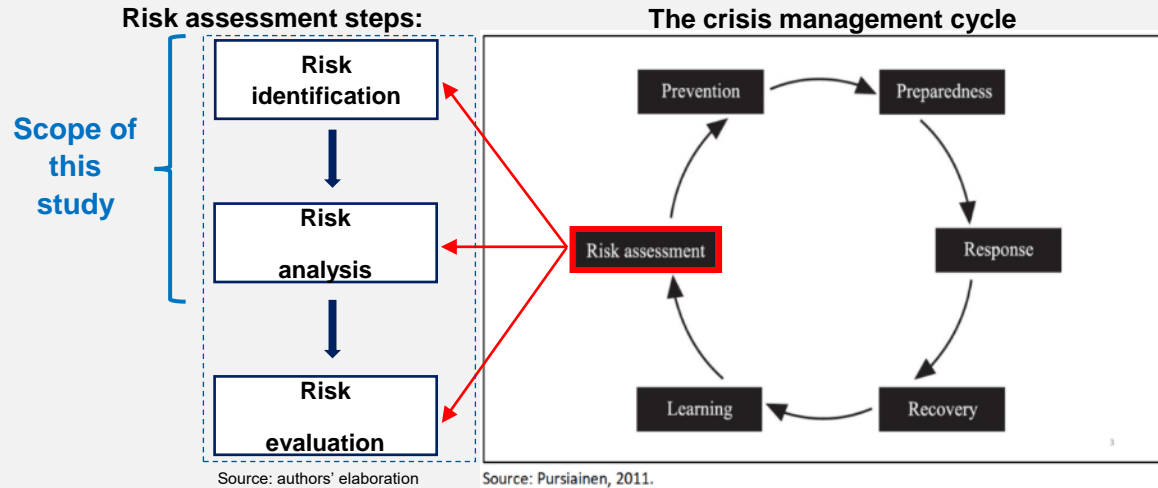 Risk assessment steps:
The crisis management cycle
Scope of
this
study
Risk
identification
Risk
analysis
Risk
evaluation
Source: authors’ elaboration
Prevention
Preparedness
Risk assessment
Response
Learning
Recovery
3
Source: Pursiainen, 2011.